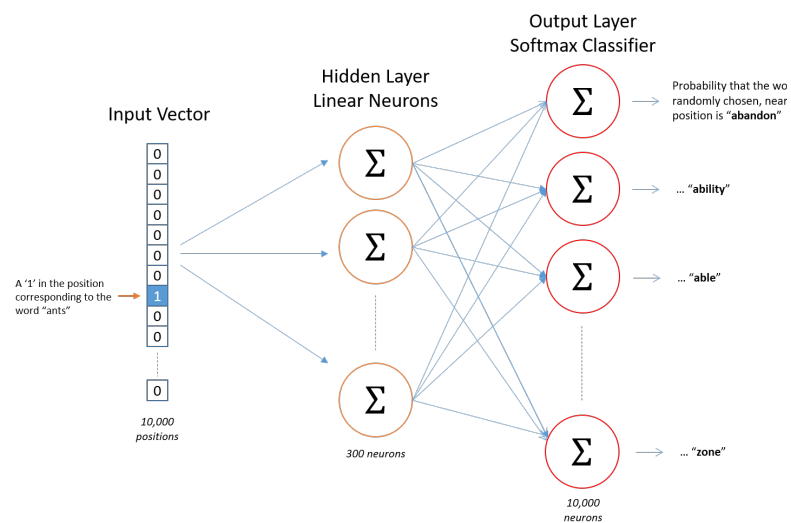 Output Layer
Softmax Classifier
Hidden Layer
Linear Neurons
Input Vector
0
0
0
0
0
0
0
1
0
0
0
A ‘1’ in the position
corresponding to the
word “ants”
10,000
positions
Σ
Σ
Σ
300 neurons
Σ
Σ
Σ
Σ
10,000
neurons
Probability that the
randomly chosen, near
position is “abandon”
... “ability”
... “able”
... “zone”